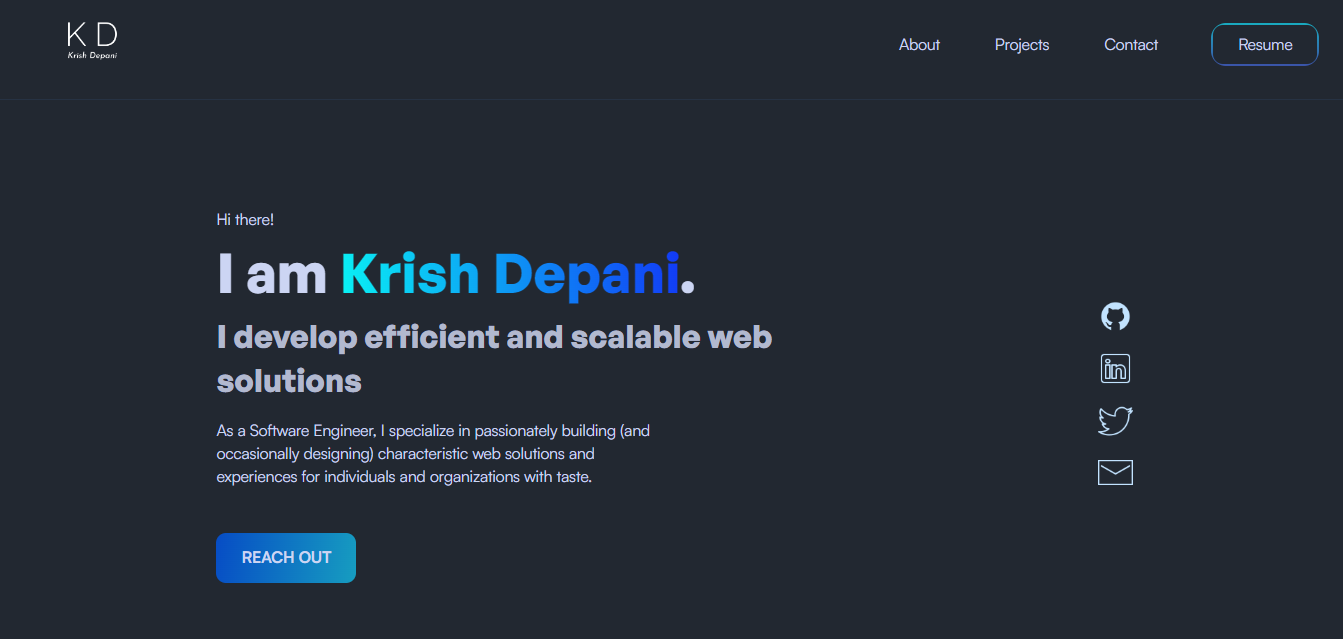 K D
Krish Depani
About
Projects
Contact
Resume
Hi there!
I am Krish Depani.
I develop efficient and scalable web
solutions
As a Software Engineer, I specialize in passionately building (and
occasionally designing) characteristic web solutions and
experiences for individuals and organizations with taste.
in
REACH OUT